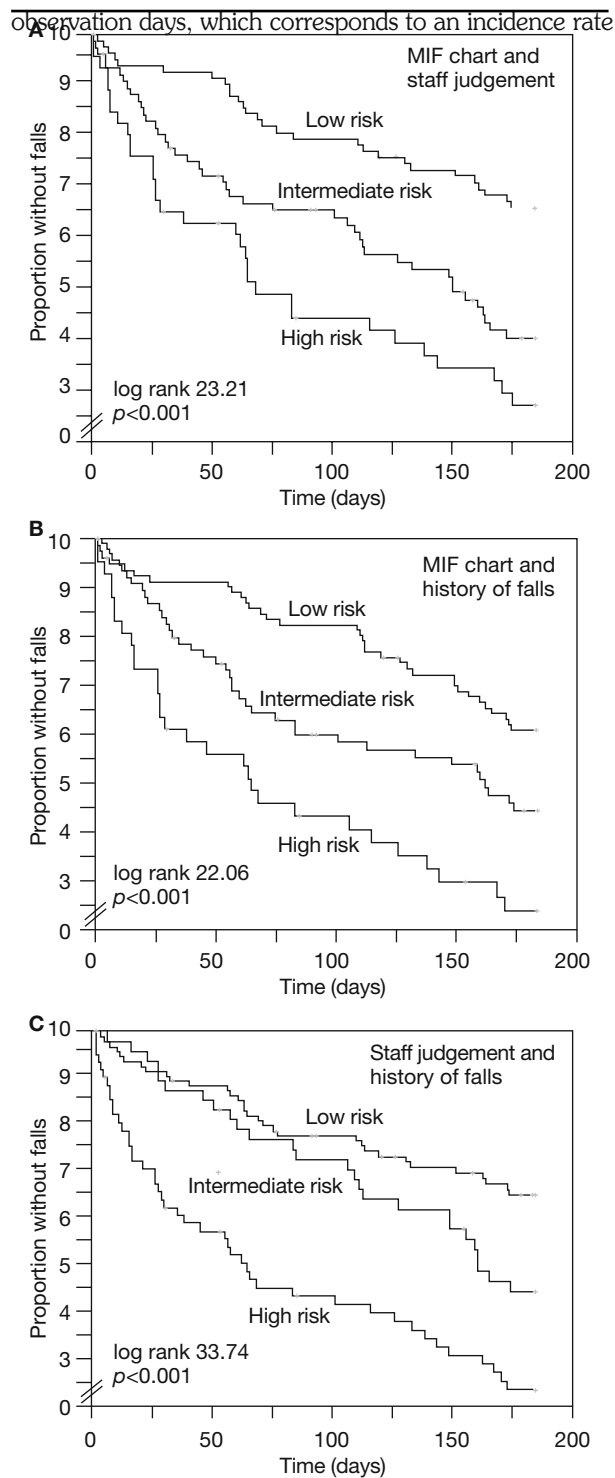 observation days, which corresponds to an incidence rate
A
10
9
8
7
6
5
4
3
0
Proportion without falls
MIF chart and
staff judgement
Low risk
Intermediate risk
High risk
log rank 23.21
p<0.001
0 50 100 150 200
Time (days)
B
10
9
8
7
6
5
4
3
0
Proportion without falls
MIF chart and
history of falls
Low risk
Intermediate risk
High risk
log rank 22.06
p<0.001
0 50 100 150 200
Time (days)
C
10
9
8
7
6
5
4
3
0
Proportion without falls
Staff judgement and
history of falls
Low risk
Intermediate risk
High risk
log rank 33.74
p<0.001
0 50 100 150 200
Time (days)